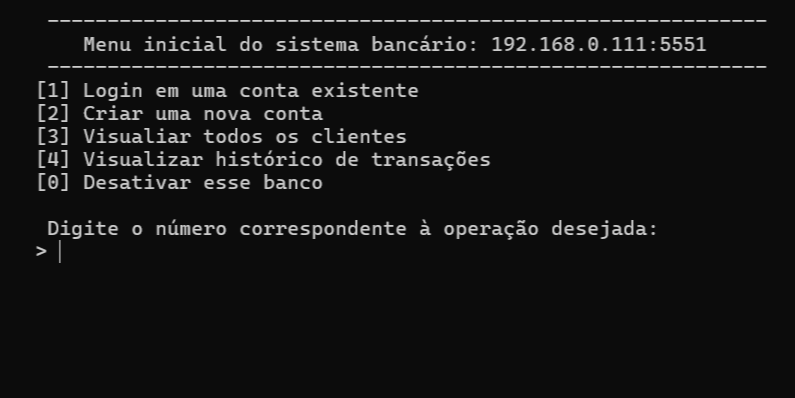 ------------------------------------------------------------
Menu inicial do sistema bancário: 192.168.0.111:5551
------------------------------------------------------------
[1] Login em uma conta existente
[2] Criar uma nova conta
[3] Visualiar todos os clientes
[4] Visualizar histórico de transações
[0] Desativar esse banco
Digite o número correspondente à operação desejada:
>